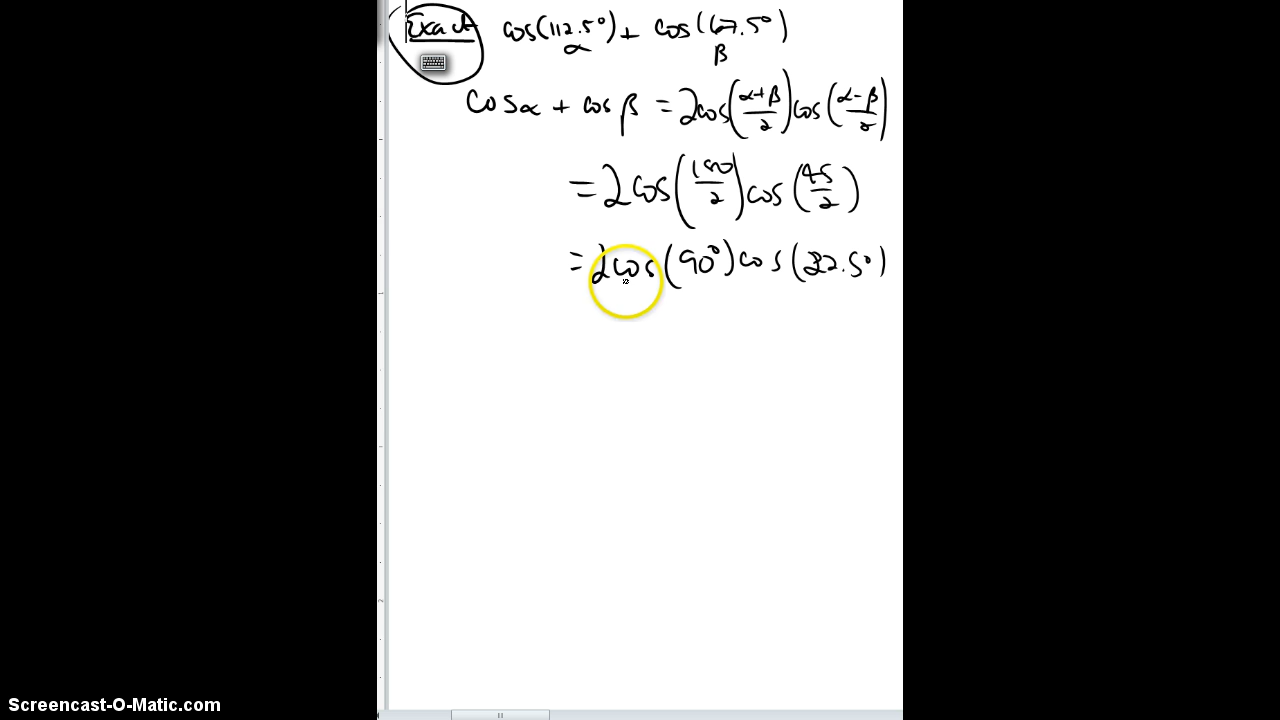 Exact cos(112.5°) + cos(67.5°)
α β
cos α + cos β = 2cos((α+β)/2) cos((α-β)/2)
= 2cos(180/2) cos(45/2)
= 2cos(90°) cos(22.5°)
Screencast-O-Matic.com